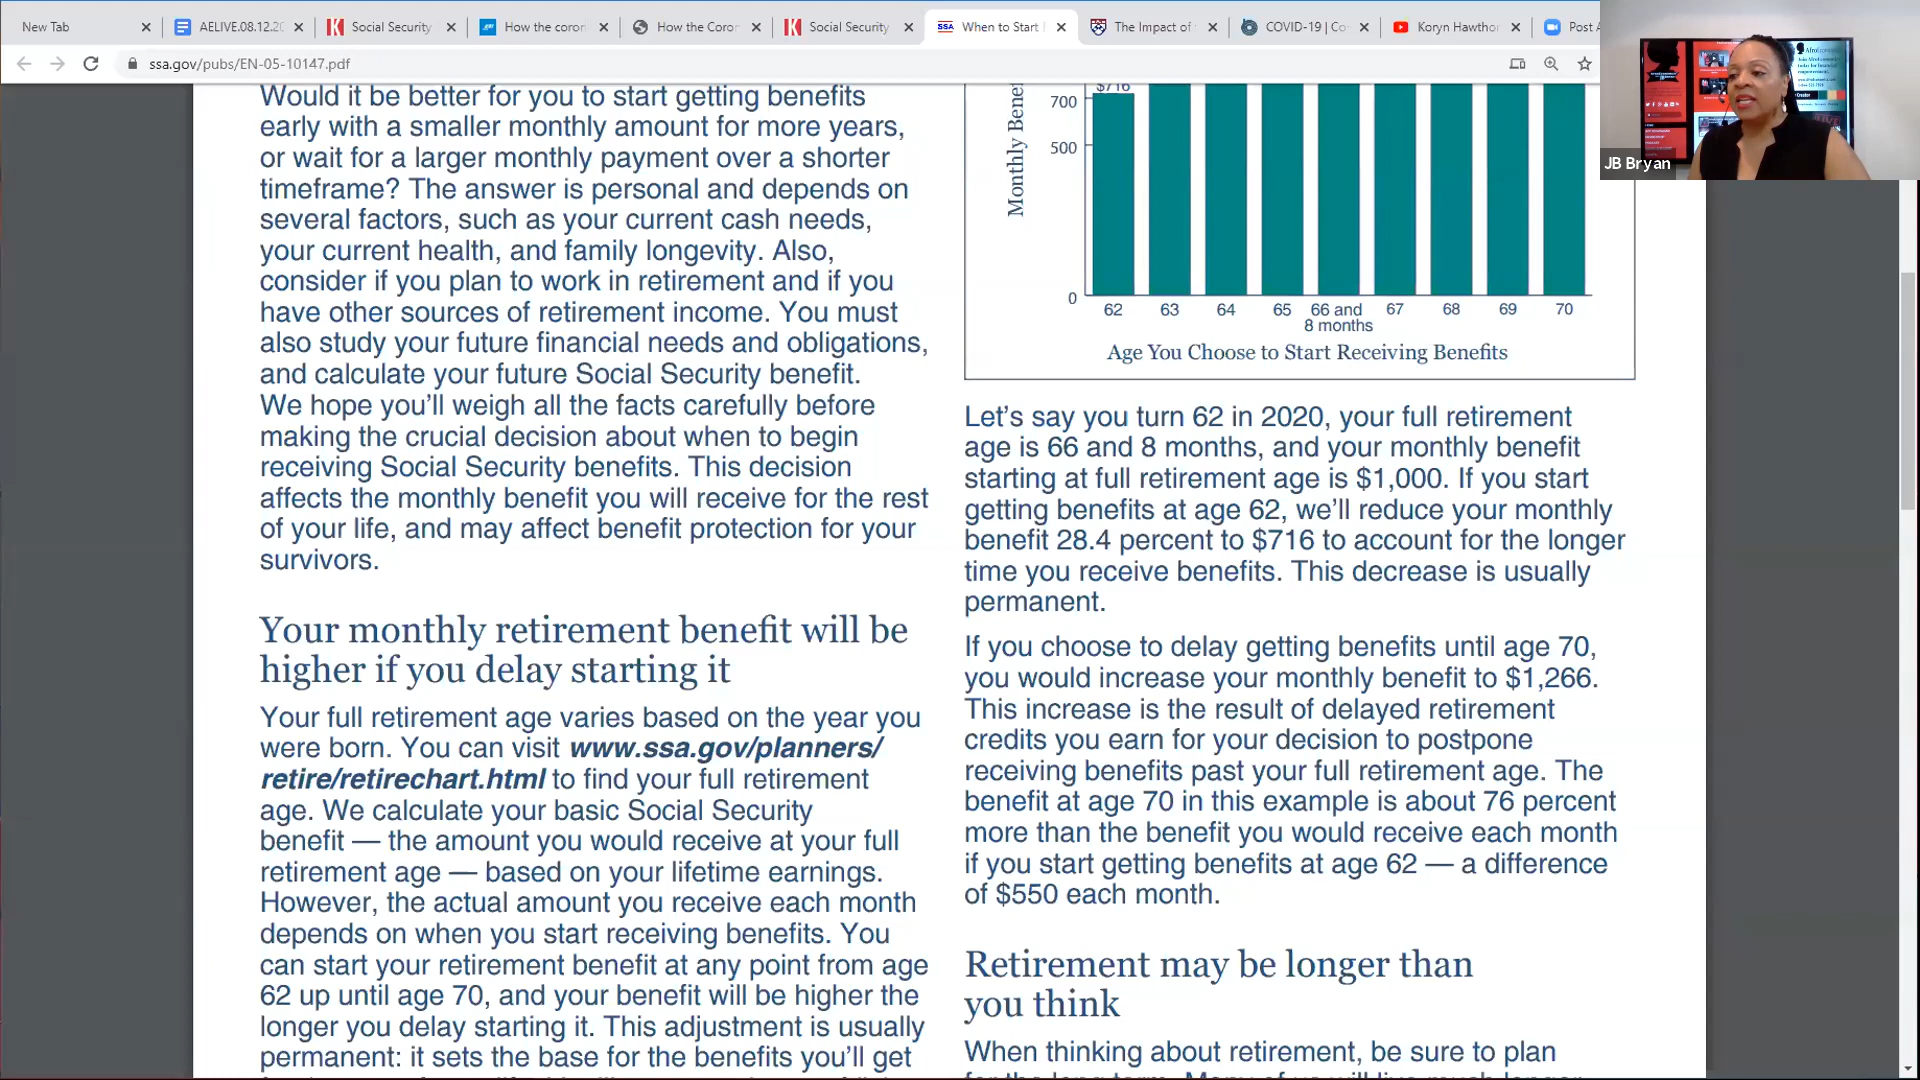 New Tab
AELIVE.08.12.20
Social Security
How the coron
How the Coron
Social Security
When to Start
The Impact of
COVID-19 | Co
Koryn Hawtho
Post A
ssa.gov/pubs/EN-05-10147.pdf
JB Bryan
Would it be better for you to start getting benefits
early with a smaller monthly amount for more years,
or wait for a larger monthly payment over a shorter
timeframe? The answer is personal and depends on
several factors, such as your current cash needs,
your current health, and family longevity. Also,
consider if you plan to work in retirement and if you
have other sources of retirement income. You must
also study your future financial needs and obligations,
and calculate your future Social Security benefit.
We hope you’ll weigh all the facts carefully before
making the crucial decision about when to begin
receiving Social Security benefits. This decision
affects the monthly benefit you will receive for the rest
of your life, and may affect benefit protection for your
survivors.
Your monthly retirement benefit will be
higher if you delay starting it
Your full retirement age varies based on the year you
were born. You can visit www.ssa.gov/planners/
retire/retirechart.html to find your full retirement
age. We calculate your basic Social Security
benefit — the amount you would receive at your full
retirement age — based on your lifetime earnings.
However, the actual amount you receive each month
depends on when you start receiving benefits. You
can start your retirement benefit at any point from age
62 up until age 70, and your benefit will be higher the
longer you delay starting it. This adjustment is usually
permanent: it sets the base for the benefits you’ll get
Monthly Benef
$716
700
500
0
62 63 64 65 66 and 67 68 69 70
8 months
Age You Choose to Start Receiving Benefits
Let’s say you turn 62 in 2020, your full retirement
age is 66 and 8 months, and your monthly benefit
starting at full retirement age is $1,000. If you start
getting benefits at age 62, we’ll reduce your monthly
benefit 28.4 percent to $716 to account for the longer
time you receive benefits. This decrease is usually
permanent.
If you choose to delay getting benefits until age 70,
you would increase your monthly benefit to $1,266.
This increase is the result of delayed retirement
credits you earn for your decision to postpone
receiving benefits past your full retirement age. The
benefit at age 70 in this example is about 76 percent
more than the benefit you would receive each month
if you start getting benefits at age 62 — a difference
of $550 each month.
Retirement may be longer than
you think
When thinking about retirement, be sure to plan